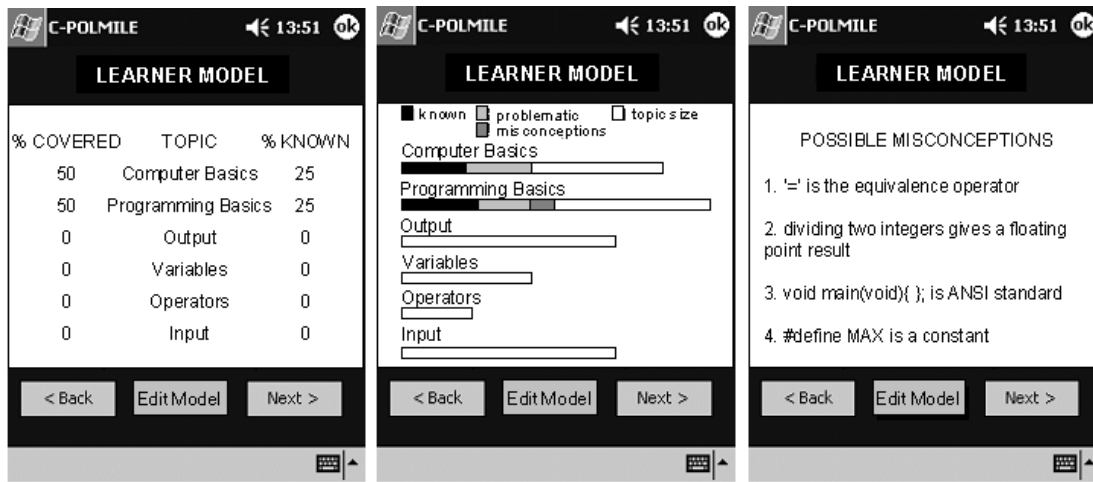 C-POLMILE 13:51 ok
LEARNER MODEL
% COVERED TOPIC % KNOWN
50 Computer Basics 25
50 Programming Basics 25
0 Output 0
0 Variables 0
0 Operators 0
0 Input 0
< Back Edit Model Next >
C-POLMILE 13:51 ok
LEARNER MODEL
known problematic topic size
misconceptions
Computer Basics
Programming Basics
Output
Variables
Operators
Input
< Back Edit Model Next >
C-POLMILE 13:51 ok
LEARNER MODEL
POSSIBLE MISCONCEPTIONS
1. '=' is the equivalence operator
2. dividing two integers gives a floating
point result
3. void main(void){ }; is ANSI standard
4. #define MAX is a constant
< Back Edit Model Next >